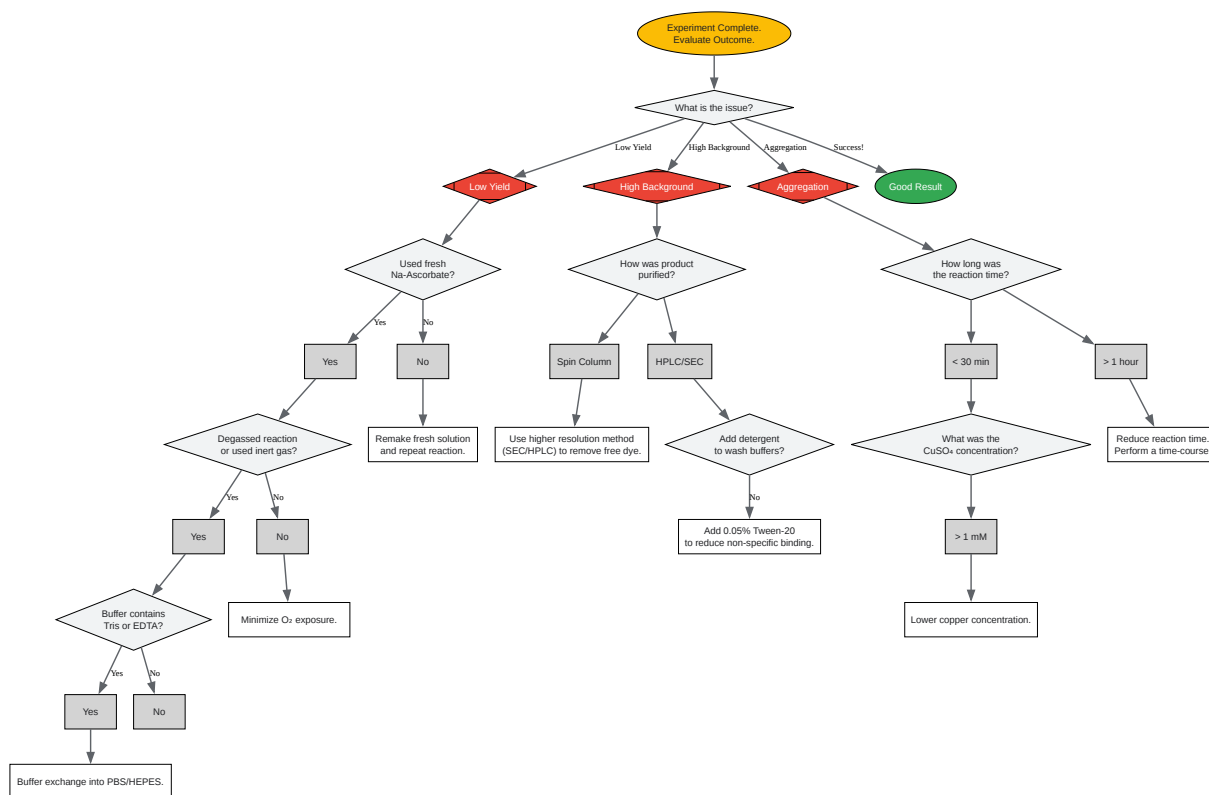 Experiment Complete.
Evaluate Outcome.
What is the issue?
Low Yield
High Background
Aggregation
Success!
Low Yield
High Background
Aggregation
Good Result
Used fresh
Na-Ascorbate?
How was product
purified?
How long was
the reaction time?
Yes
No
Yes
No
Spin Column
HPLC/SEC
< 30 min
> 1 hour
Degassed reaction
or used inert gas?
Remake fresh solution
and repeat reaction.
Use higher resolution method
(SEC/HPLC) to remove free dye.
Add detergent
to wash buffers?
What was the
CuSO₄ concentration?
Reduce reaction time.
Perform a time-course
Yes
No
No
Yes
No
Add 0.05% Tween-20
to reduce non-specific binding.
> 1 mM
Buffer contains
Tris or EDTA?
Minimize O₂ exposure.
Lower copper concentration.
Yes
No
Yes
No
Buffer exchange into PBS/HEPES.